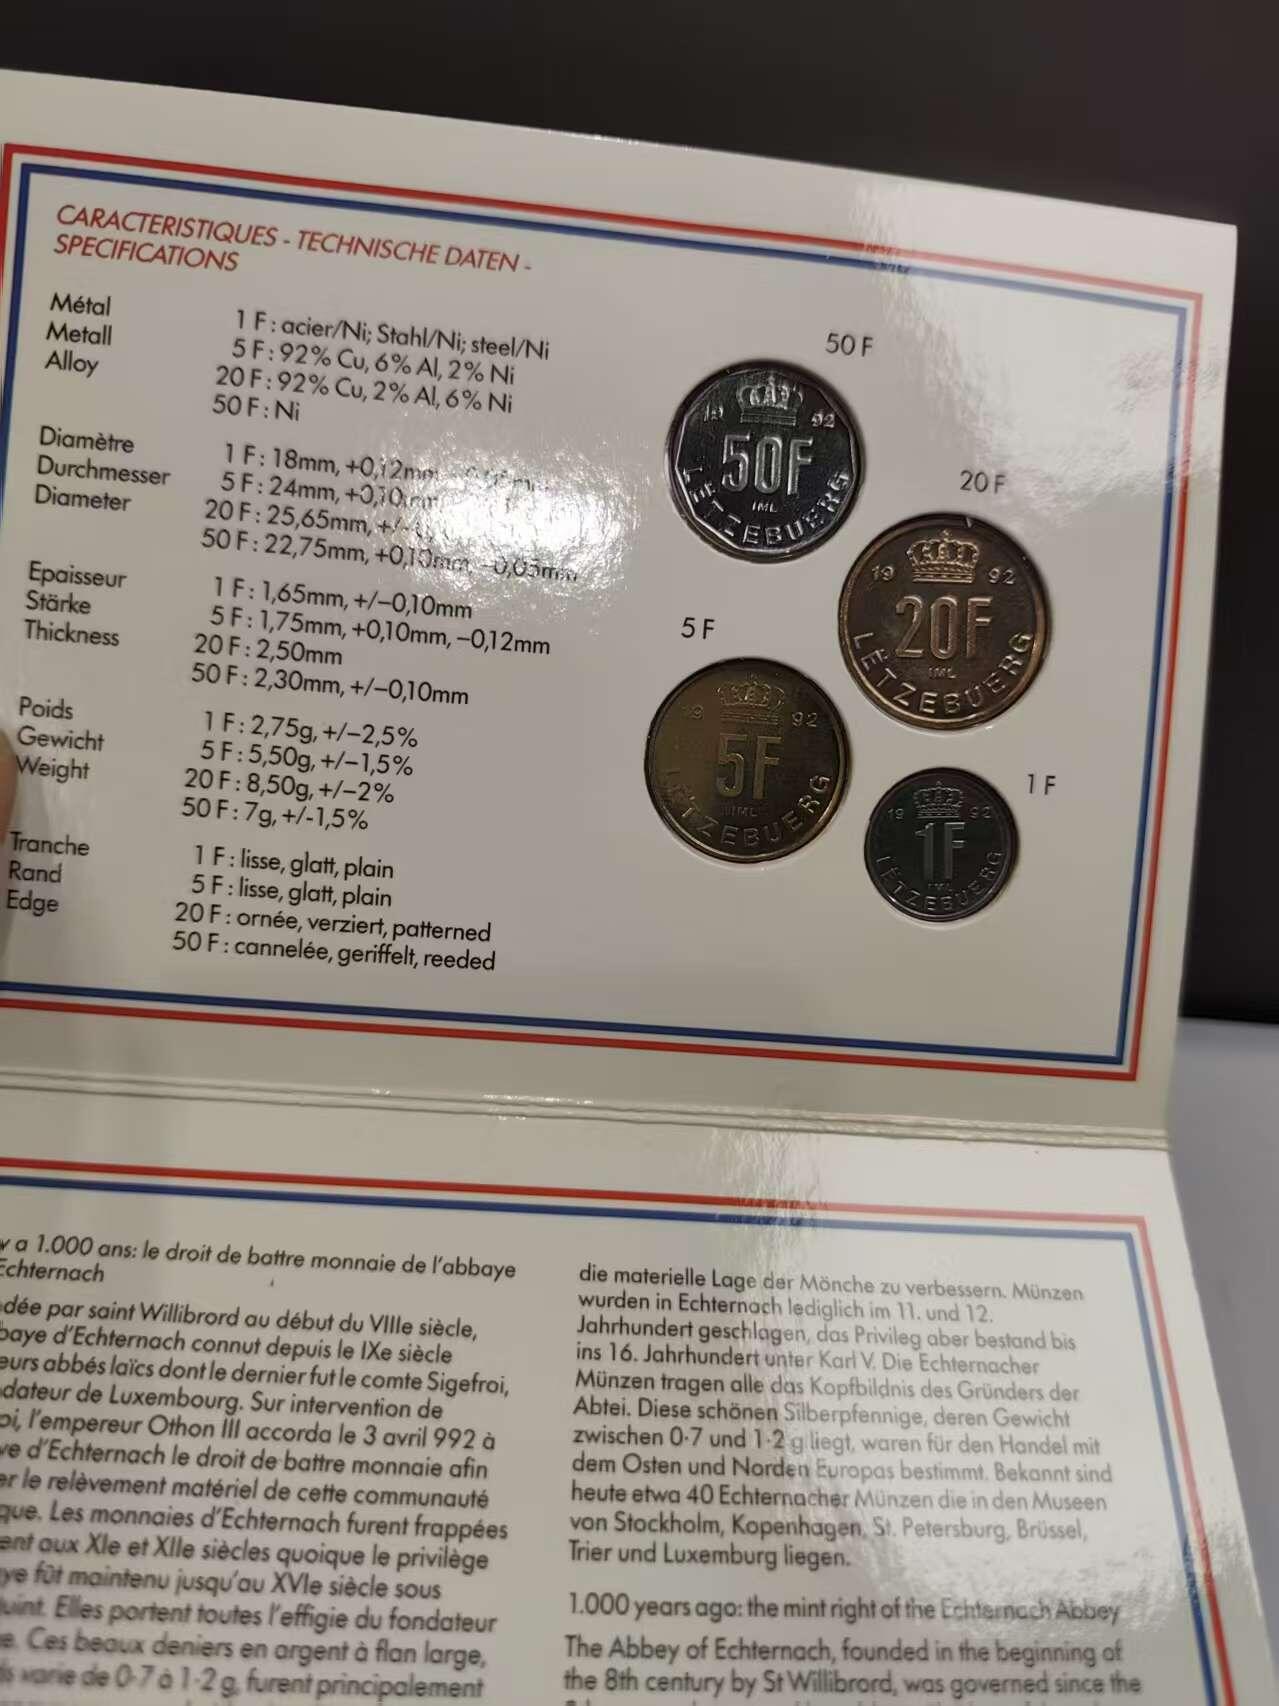 CARACTERISTIQUES - TECHNISCHE DATEN -
SPECIFICATIONS
Métal
Metall
Alloy
1 F : acier/Ni; Stahl/Ni; steel/Ni
5 F : 92% Cu, 6% Al, 2% Ni
20 F : 92% Cu, 2% Al, 6% Ni
50 F : Ni
Diamètre
Durchmesser
Diameter
1 F : 18mm, +0,12mm
5 F : 24mm, +0,10mm
20 F : 25,65mm, +/-
50 F : 22,75mm, +0,10mm, -0,05mm
Epaisseur
Stärke
Thickness
1 F : 1,65mm, +/–0,10mm
5 F : 1,75mm, +0,10mm, –0,12mm
20 F : 2,50mm
50 F : 2,30mm, +/–0,10mm
Poids
Gewicht
Weight
1 F : 2,75g, +/–2,5%
5 F : 5,50g, +/–1,5%
20 F : 8,50g, +/–2%
50 F : 7g, +/-1,5%
Tranche
Rand
Edge
1 F : lisse, glatt, plain
5 F : lisse, glatt, plain
20 F : ornée, verziert, patterned
50 F : cannelée, geriffelt, reeded
50 F
19 92
50F
IML
LËTZEBUERG
20 F
19 92
20F
IML
LËTZEBUERG
5 F
19 92
5F
IML
LËTZEBUERG
1 F
19 92
1F
IML
LËTZEBUERG
y a 1.000 ans: le droit de battre monnaie de l'abbaye
Echternach
dée par saint Willibrord au début du VIIIe siècle,
baye d'Echternach connut depuis le IXe siècle
eurs abbés laïcs dont le dernier fut le comte Sigefroi,
dateur de Luxembourg. Sur intervention de
oi, l'empereur Othon III accorda le 3 avril 992 à
ye d'Echternach le droit de battre monnaie afin
er le relèvement matériel de cette communauté
que. Les monnaies d'Echternach furent frappées
ent aux XIe et XIIe siècles quoique le privilège
ye fût maintenu jusqu'au XVIe siècle sous
uint. Elles portent toutes l'effigie du fondateur
e. Ces beaux deniers en argent à flan large,
ds varie de 0·7 à 1·2 g, furent principalement
die materielle Lage der Mönche zu verbessern. Münzen
wurden in Echternach lediglich im 11. und 12.
Jahrhundert geschlagen, das Privileg aber bestand bis
ins 16. Jahrhundert unter Karl V. Die Echternacher
Münzen tragen alle das Kopfbildnis des Gründers der
Abtei. Diese schönen Silberpfennige, deren Gewicht
zwischen 0·7 und 1·2 g liegt, waren für den Handel mit
dem Osten und Norden Europas bestimmt. Bekannt sind
heute etwa 40 Echternacher Münzen die in den Museen
von Stockholm, Kopenhagen, St. Petersburg, Brüssel,
Trier und Luxemburg liegen.
1.000 years ago: the mint right of the Echternach Abbey
The Abbey of Echternach, founded in the beginning of
the 8th century by St Willibrord, was governed since the